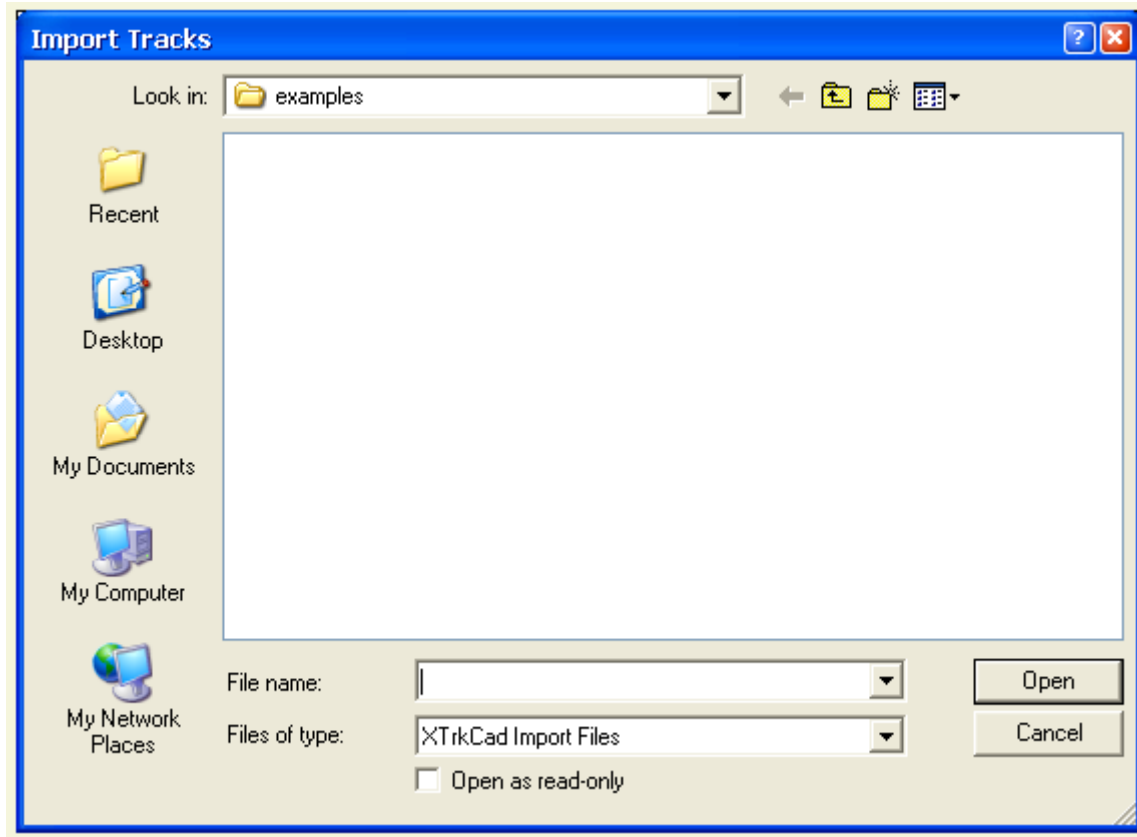 Import Tracks
?
Look in:
examples
Recent
Desktop
My Documents
My Computer
My Network
Places
File name:
Open
Files of type:
XTrkCad Import Files
Cancel
Open as read-only